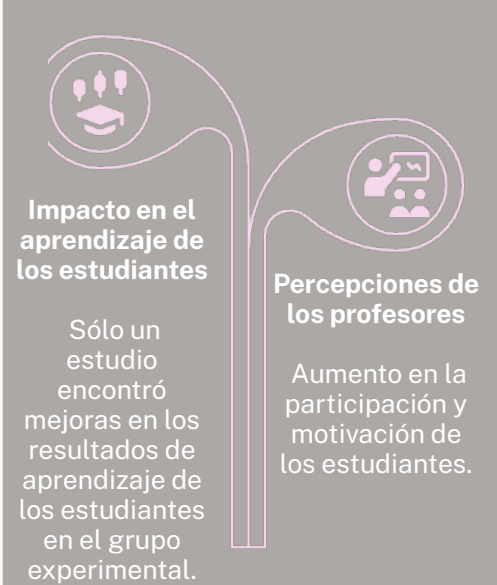 Impacto en el
aprendizaje de
los estudiantes
Sólo un
estudio
encontró
mejoras en los
resultados de
aprendizaje de
los estudiantes
en el grupo
experimental.
Percepciones de
los profesores
Aumento en la
participación y
motivación de
los estudiantes.